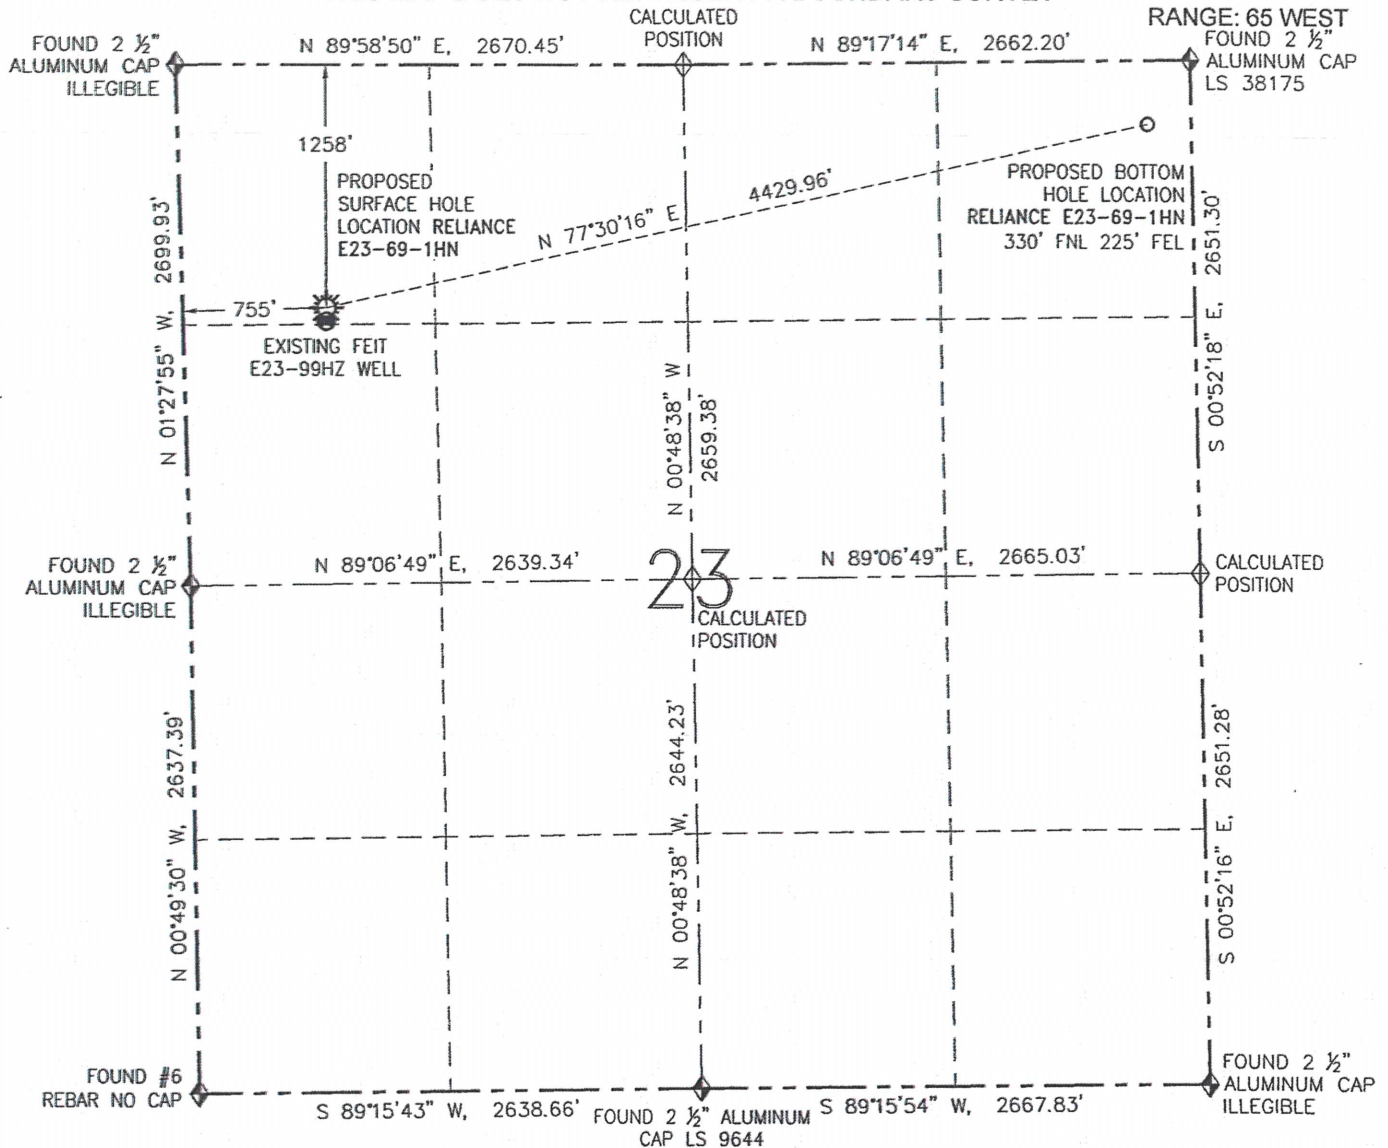 RANGE: 65 WEST
CALCULATED
POSITION
FOUND 2 ½"
ALUMINUM CAP
ILLEGIBLE
N 89°58'50" E, 2670.45'
N 89°17'14" E, 2662.20'
FOUND 2 ½"
ALUMINUM CAP
LS 38175
1258'
PROPOSED
SURFACE HOLE
LOCATION RELIANCE
E23-69-1HN
N 77°30'16" E 4429.96'
PROPOSED BOTTOM
HOLE LOCATION
RELIANCE E23-69-1HN
330' FNL 225' FEL
755'
EXISTING FEIT
E23-99HZ WELL
N 01°27'55" W, 2699.93'
N 00°48'38" W
2659.38'
S 00°52'18" E, 2651.30'
FOUND 2 ½"
ALUMINUM CAP
ILLEGIBLE
N 89°06'49" E, 2639.34'
23
N 89°06'49" E, 2665.03'
CALCULATED
POSITION
CALCULATED
POSITION
N 00°49'30" W, 2637.39'
N 00°48'38" W, 2644.23'
S 00°52'16" E, 2651.28'
FOUND #6
REBAR NO CAP
S 89°15'43" W, 2638.66'
FOUND 2 ½" ALUMINUM
CAP LS 9644
S 89°15'54" W, 2667.83'
FOUND 2 ½"
ALUMINUM CAP
ILLEGIBLE